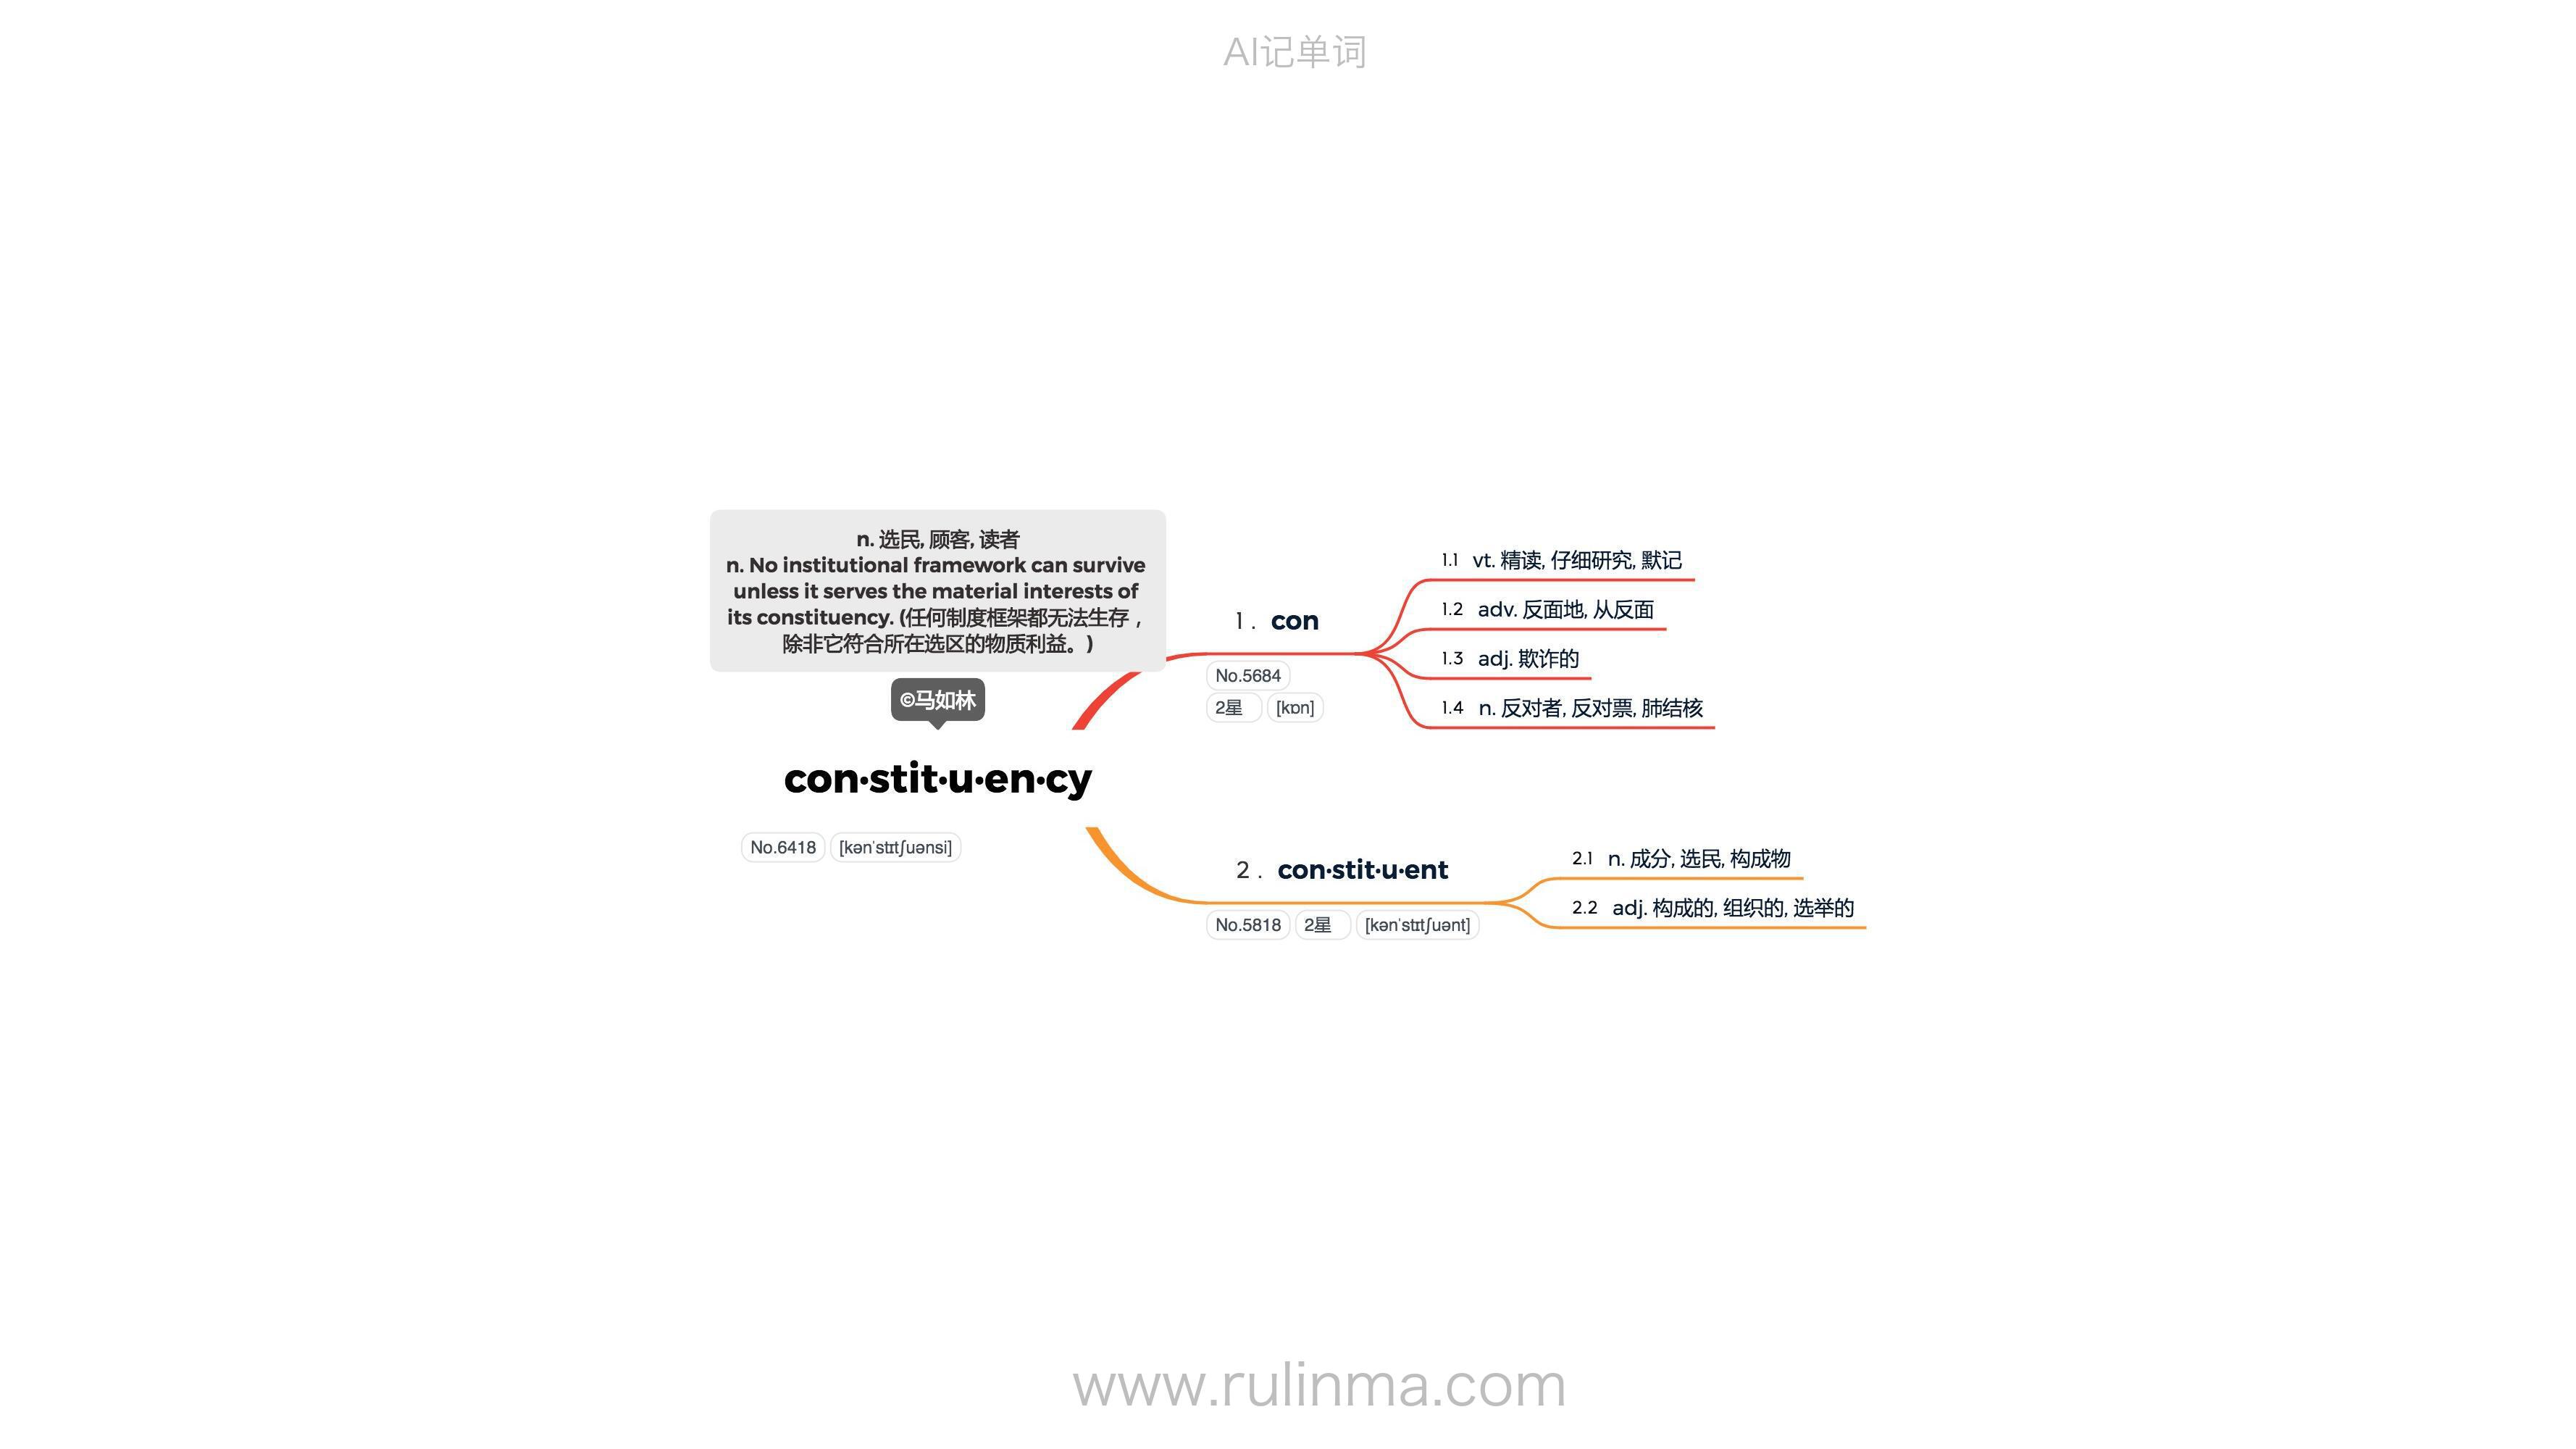 AI记单词
n. 选民, 顾客, 读者
n. No institutional framework can survive
unless it serves the material interests of
its constituency. (任何制度框架都无法生存，
除非它符合所在选区的物质利益。)
©马如林
con·stit·u·en·cy
No.6418 [kənˈstɪtʃuənsi]
1. con
No.5684
2星 [kɒn]
1.1 vt. 精读, 仔细研究, 默记
1.2 adv. 反面地, 从反面
1.3 adj. 欺诈的
1.4 n. 反对者, 反对票, 肺结核
2. con·stit·u·ent
No.5818 2星 [kənˈstɪtʃuənt]
2.1 n. 成分, 选民, 构成物
2.2 adj. 构成的, 组织的, 选举的
www.rulinma.com